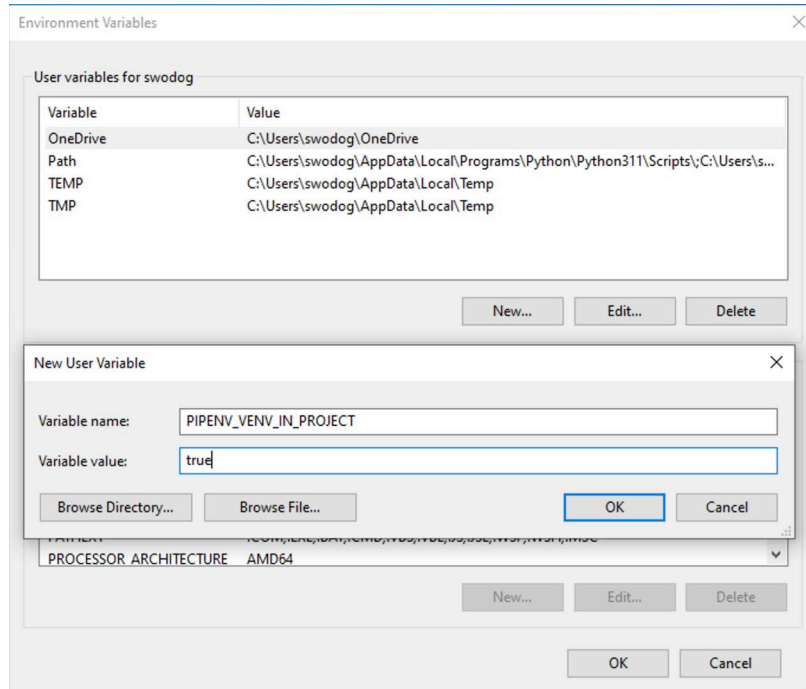 Environment Variables
User variables for swodog
Variable Value
OneDrive C:\Users\swodog\OneDrive
Path C:\Users\swodog\AppData\Local\Programs\Python\Python311\Scripts\;C:\Users\s...
TEMP C:\Users\swodog\AppData\Local\Temp
TMP C:\Users\swodog\AppData\Local\Temp
New... Edit... Delete
New User Variable
Variable name: PIPENV_VENV_IN_PROJECT
Variable value: true
Browse Directory... Browse File... OK Cancel
PROCESSOR_ARCHITECTURE AMD64
New... Edit... Delete
OK Cancel